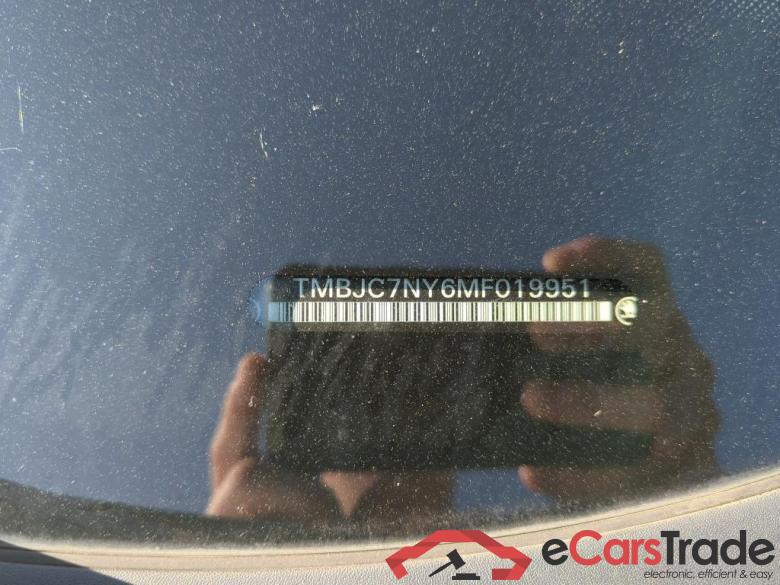 TMBJC7NY6MF019951
eCarsTrade
electronic, efficient & easy